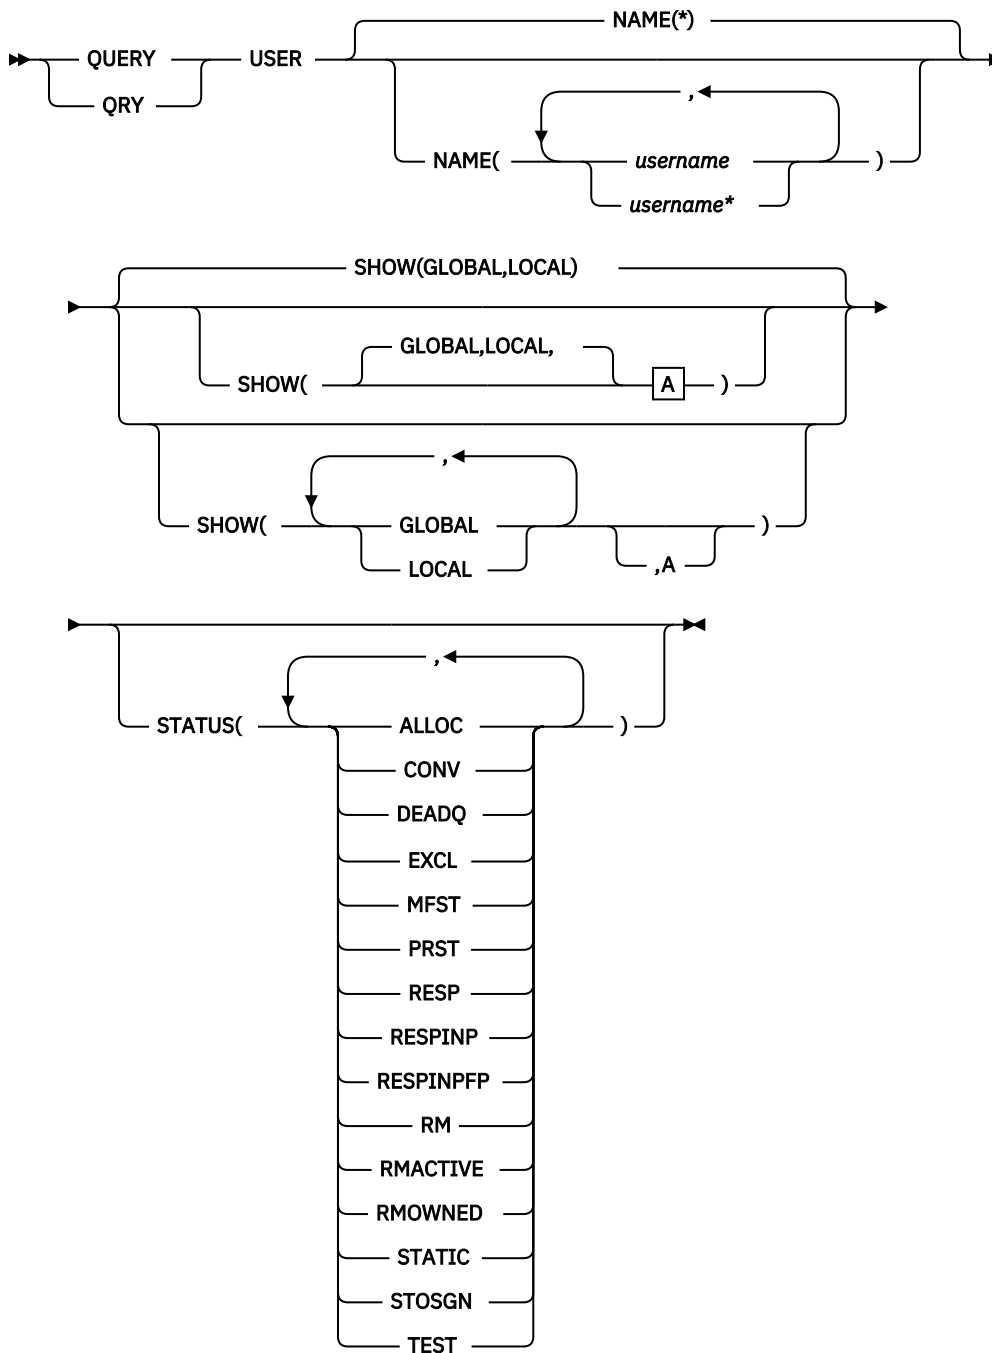 NAME(*)
QUERY USER
QRY
,
NAME( username )
username*
SHOW(GLOBAL,LOCAL)
GLOBAL,LOCAL,
SHOW( A )
,
SHOW( GLOBAL )
LOCAL ,A
,
STATUS( ALLOC )
CONV
DEADQ
EXCL
MFST
PRST
RESP
RESPINP
RESPINPFP
RM
RMACTIVE
RMOWNED
STATIC
STOSGN
TEST